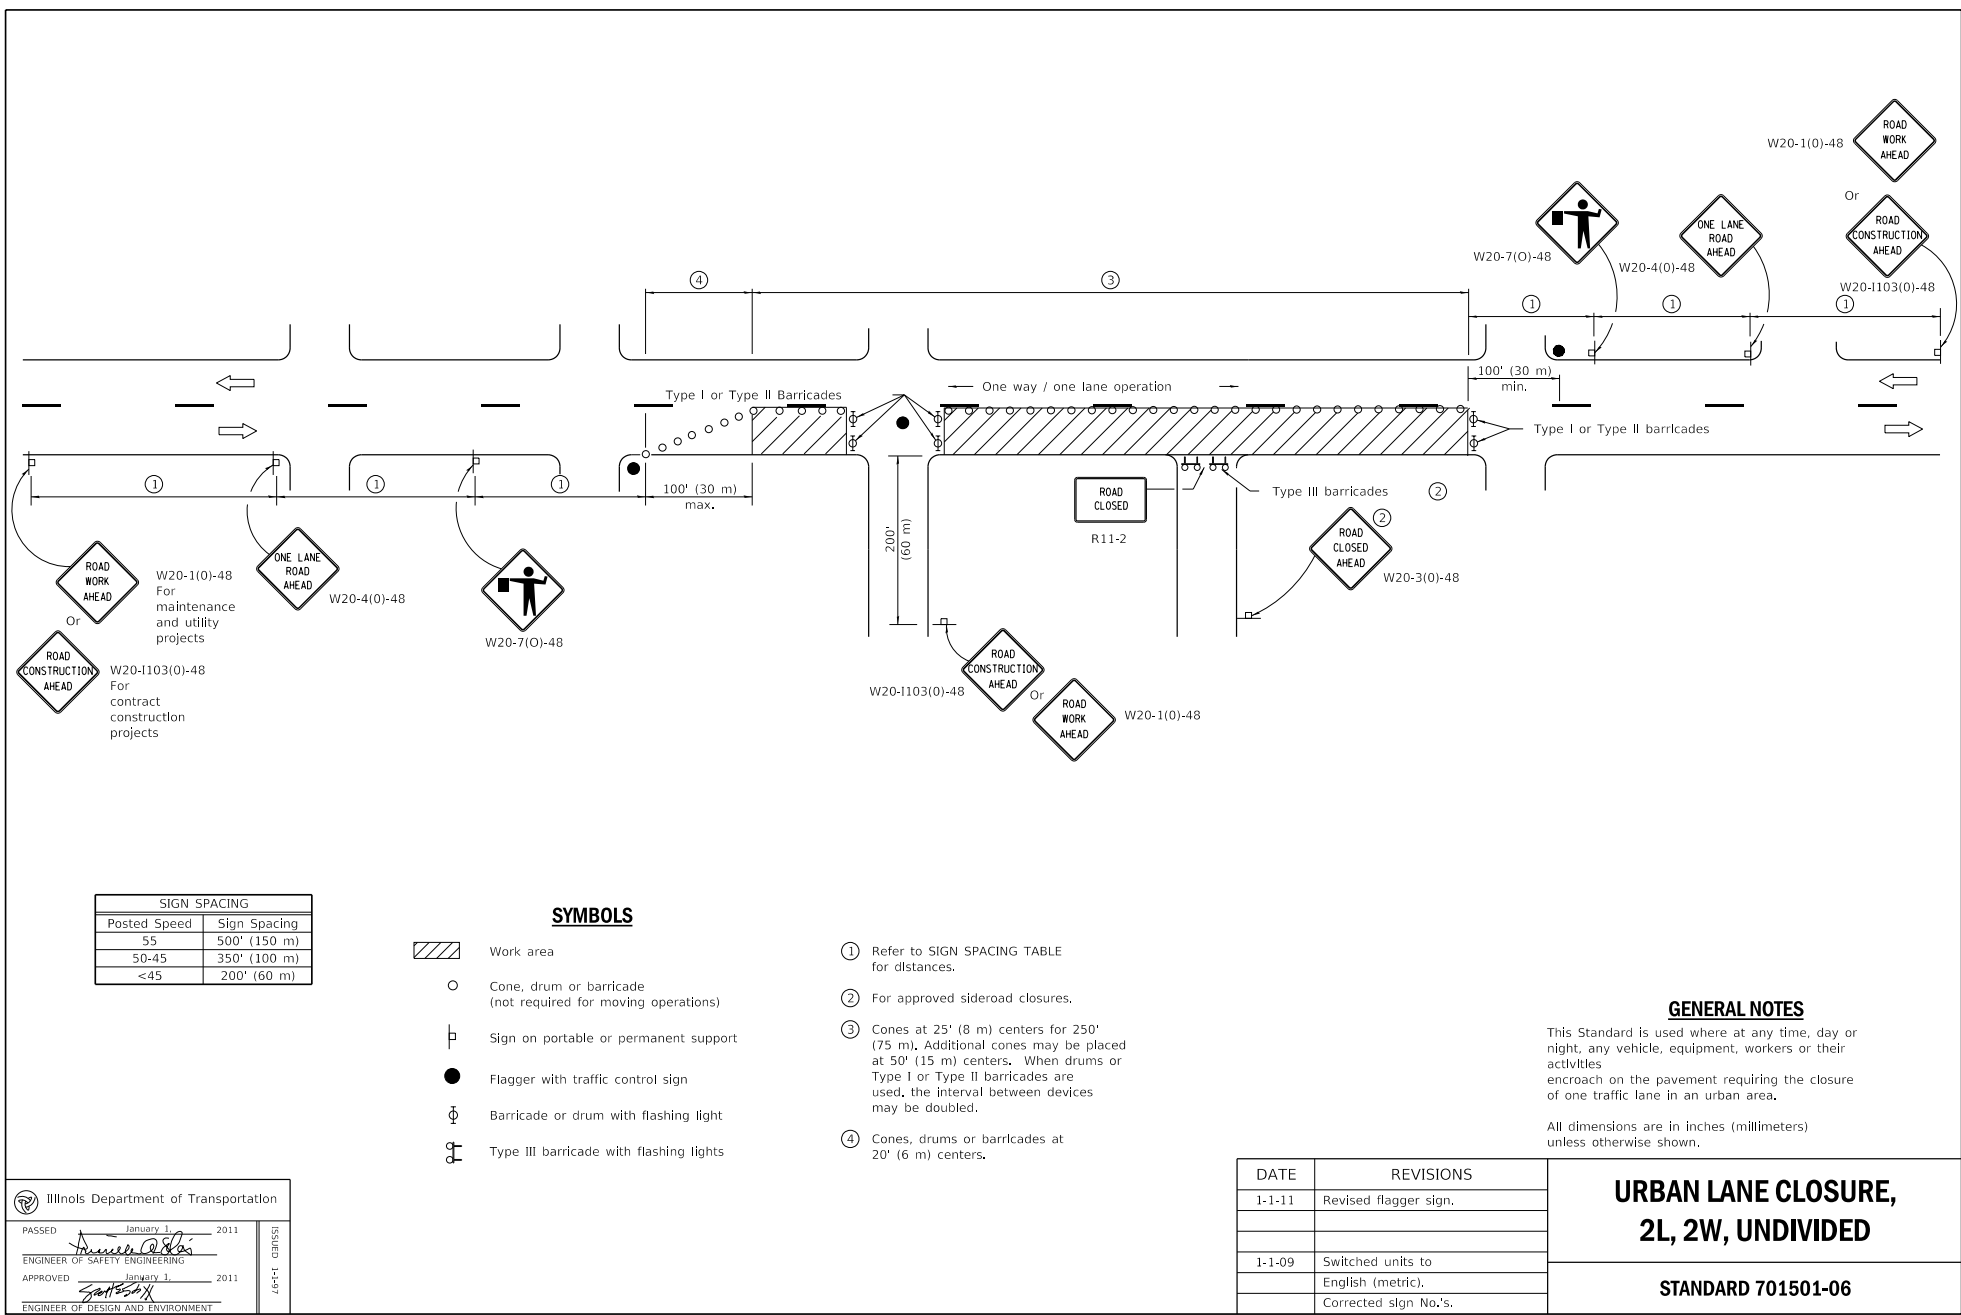 ROAD
WORK
AHEAD
W20-1(0)-48
Or
ROAD
CONSTRUCTION
AHEAD
W20-I103(0)-48
ONE LANE
ROAD
AHEAD
W20-4(0)-48
W20-7(O)-48
4
3
1
1
1
100' (30 m)
min.
Type I or Type II Barricades
One way / one lane operation
Type I or Type II barricades
1
1
1
100' (30 m)
max.
200'
(60 m)
ROAD
CLOSED
R11-2
Type III barricades
2
ROAD
CLOSED
AHEAD
2
W20-3(0)-48
ROAD
WORK
AHEAD
W20-1(0)-48
For
maintenance
and utility
projects
Or
ROAD
CONSTRUCTION
AHEAD
W20-I103(0)-48
For
contract
construction
projects
ONE LANE
ROAD
AHEAD
W20-4(0)-48
W20-7(O)-48
ROAD
CONSTRUCTION
AHEAD
W20-I103(0)-48
Or
ROAD
WORK
AHEAD
W20-1(0)-48
SIGN SPACING
Posted Speed Sign Spacing
55 500' (150 m)
50-45 350' (100 m)
<45 200' (60 m)
SYMBOLS
Work area
Cone, drum or barricade
(not required for moving operations)
Sign on portable or permanent support
Flagger with traffic control sign
Barricade or drum with flashing light
Type III barricade with flashing lights
1 Refer to SIGN SPACING TABLE
for distances.
2 For approved sideroad closures.
3 Cones at 25' (8 m) centers for 250'
(75 m). Additional cones may be placed
at 50' (15 m) centers. When drums or
Type I or Type II barricades are
used, the interval between devices
may be doubled.
4 Cones, drums or barricades at
20' (6 m) centers.
GENERAL NOTES
This Standard is used where at any time, day or
night, any vehicle, equipment, workers or their
activities
encroach on the pavement requiring the closure
of one traffic lane in an urban area.
All dimensions are in inches (millimeters)
unless otherwise shown.
Illinois Department of Transportation
PASSED January 1, 2011
ENGINEER OF SAFETY ENGINEERING
APPROVED January 1, 2011
ENGINEER OF DESIGN AND ENVIRONMENT
ISSUED 1-1-97
DATE REVISIONS
1-1-11 Revised flagger sign.
1-1-09 Switched units to
English (metric).
Corrected sign No.'s.
URBAN LANE CLOSURE,
2L, 2W, UNDIVIDED
STANDARD 701501-06